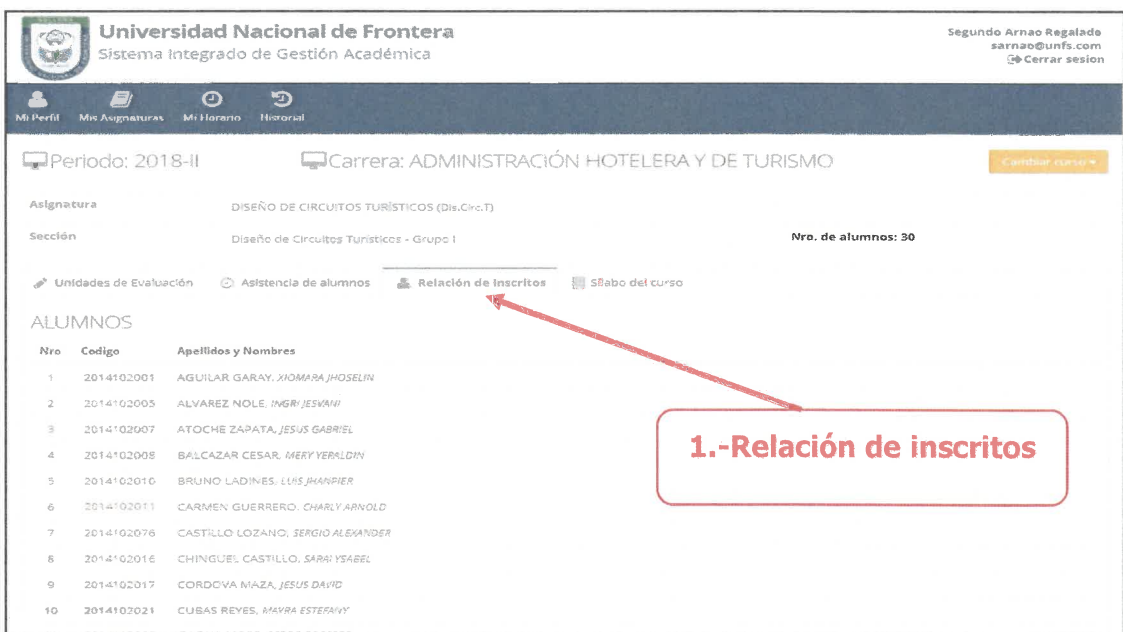 Universidad Nacional de Frontera
Sistema Integrado de Gestión Académica
Segundo Arnao Regalado
sarnao@unfs.com
Cerrar sesion
Mi Perfil Mis Asignaturas Mi Horario Historial
Periodo: 2018-II Carrera: ADMINISTRACIÓN HOTELERA Y DE TURISMO Cambiar curso
Asignatura DISEÑO DE CIRCUITOS TURÍSTICOS (Dis.Circ.T)
Sección Diseño de Circuitos Turísticos - Grupo I Nro. de alumnos: 30
Unidades de Evaluación Asistencia de alumnos Relación de Inscritos Sílabo del curso
ALUMNOS
Nro Codigo Apellidos y Nombres
1 2014102001 AGUILAR GARAY, XIOMARA JHOSELIN
2 2014102005 ALVAREZ NOLE, INGRI JESVANI
3 2014102007 ATOCHE ZAPATA, JESUS GABRIEL
4 2014102008 BALCAZAR CESAR, MERY YERALDIN
5 2014102010 BRUNO LADINES, LUIS JHANPIER
6 2014102011 CARMEN GUERRERO, CHARLY ARNOLD
7 2014102076 CASTILLO LOZANO, SERGIO ALEXANDER
8 2014102016 CHINGUEL CASTILLO, SARAI YSABEL
9 2014102017 CORDOVA MAZA, JESUS DAVID
10 2014102021 CUBAS REYES, MAYRA ESTEFANY
1.-Relación de inscritos